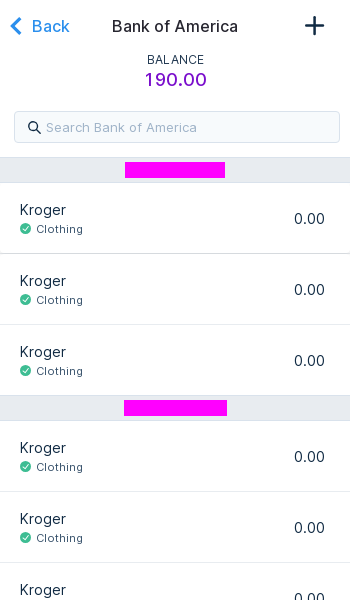 Back
Bank of America
BALANCE
190.00
Search Bank of America
Kroger
0.00
Clothing
Kroger
0.00
Clothing
Kroger
0.00
Clothing
Kroger
0.00
Clothing
Kroger
0.00
Clothing
Kroger
0.00